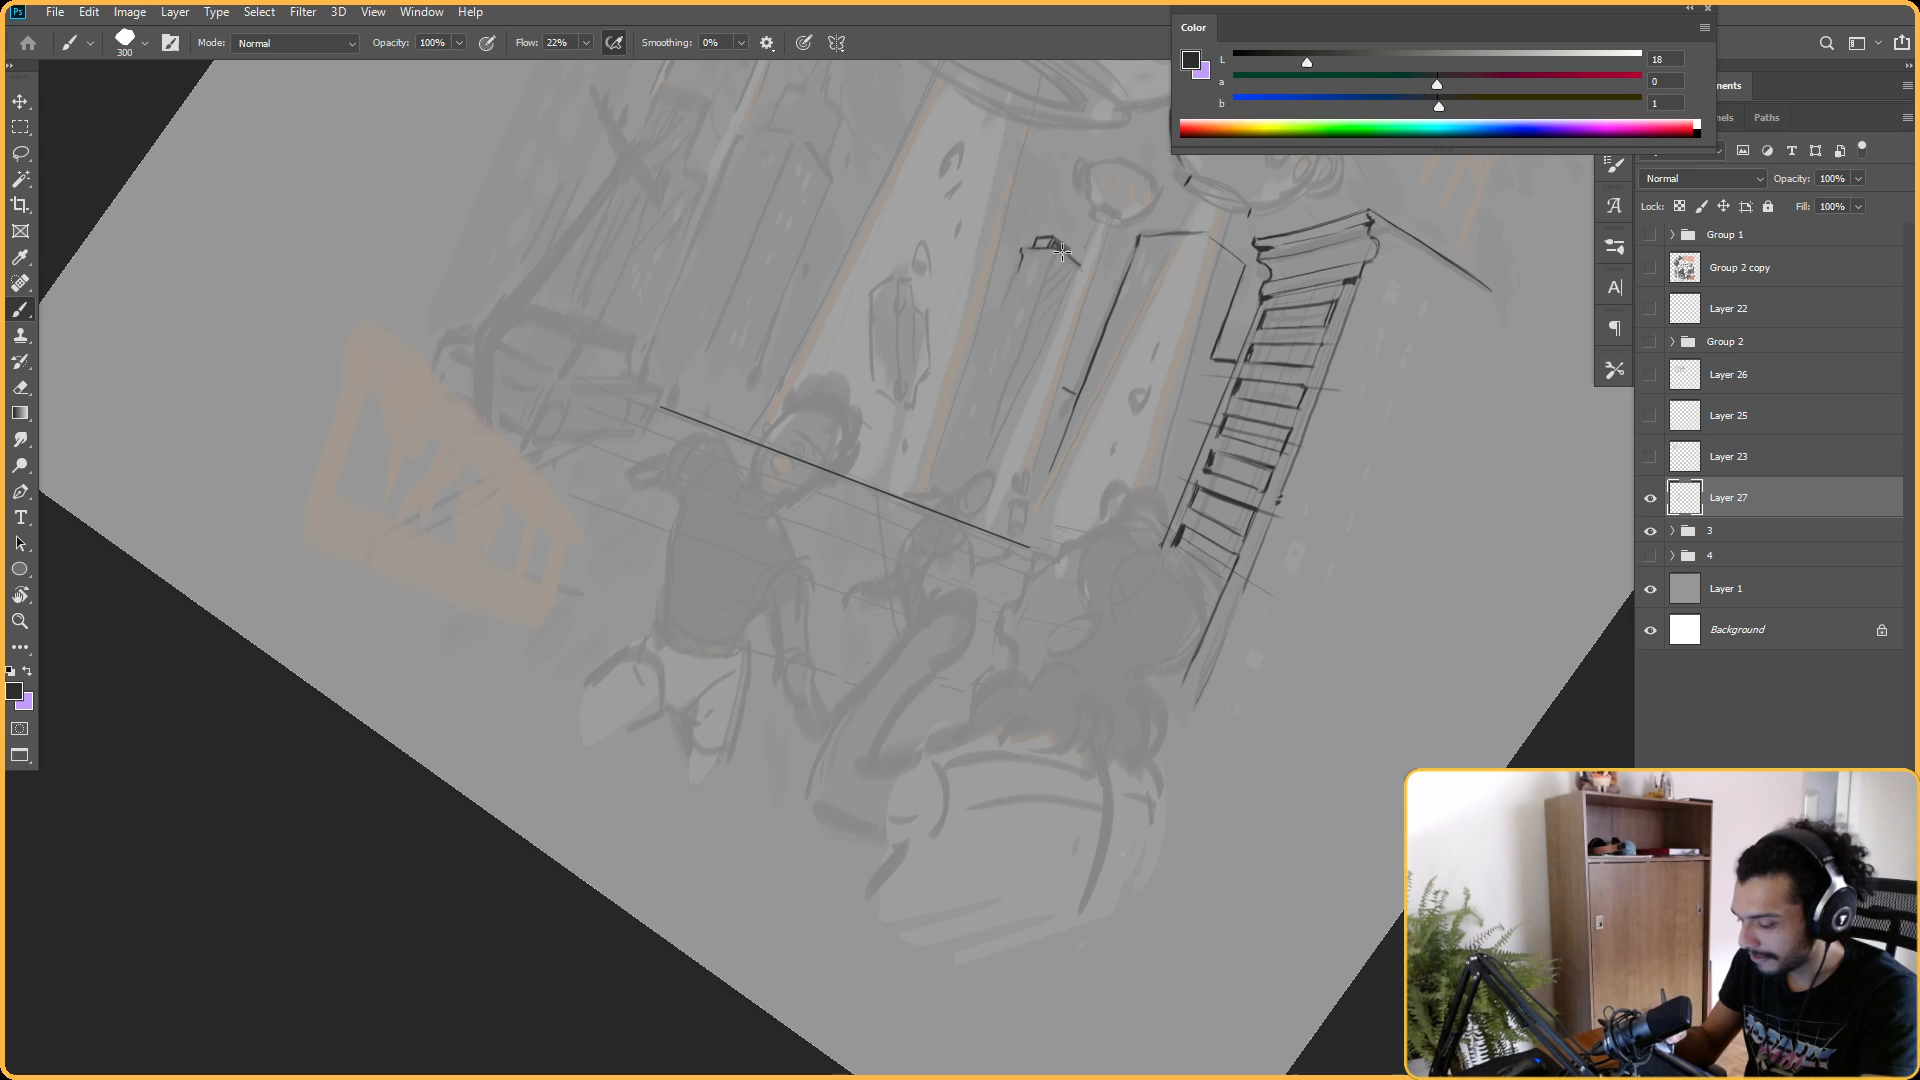 Ps File Edit Image Layer Type Select Filter 3D View Window Help
300 Mode: Normal Opacity: 100% Flow: 22% Smoothing: 0%
Color
L 18
a 0
b 1
Paths
Normal Opacity: 100%
Lock: Fill: 100%
Group 1
Group 2 copy
Layer 22
Group 2
Layer 26
Layer 25
Layer 23
Layer 27
3
4
Layer 1
Background